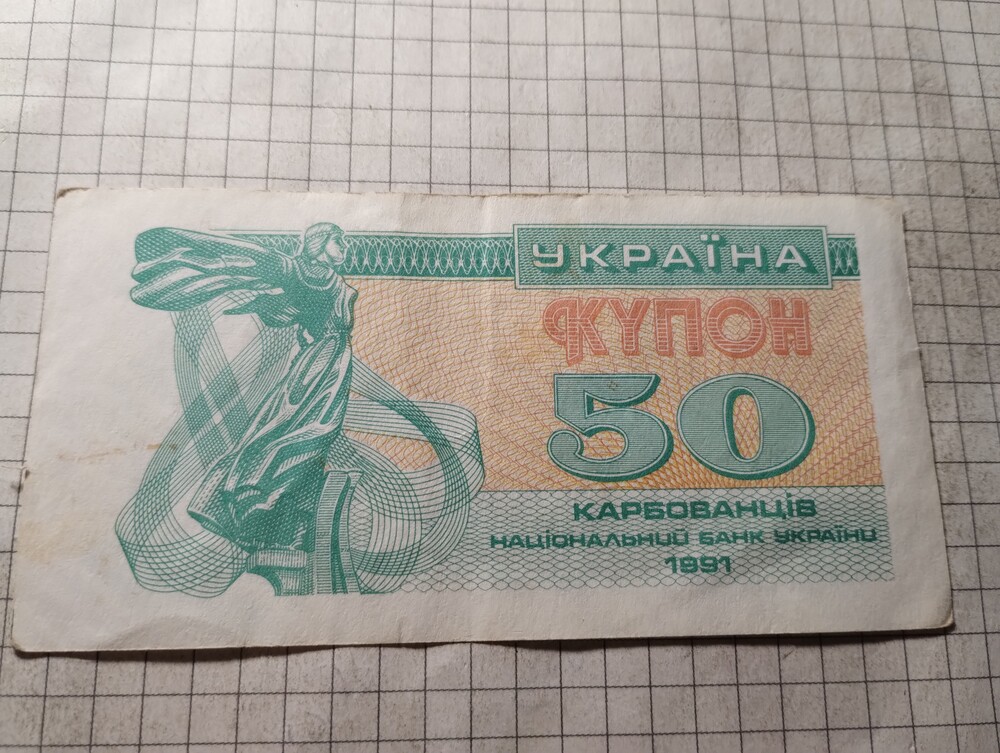 УКРАЇНА
КУПОН
50
КАРБОВАНЦІВ
НАЦІОНАЛЬНИЙ БАНК УКРАЇНИ
1991